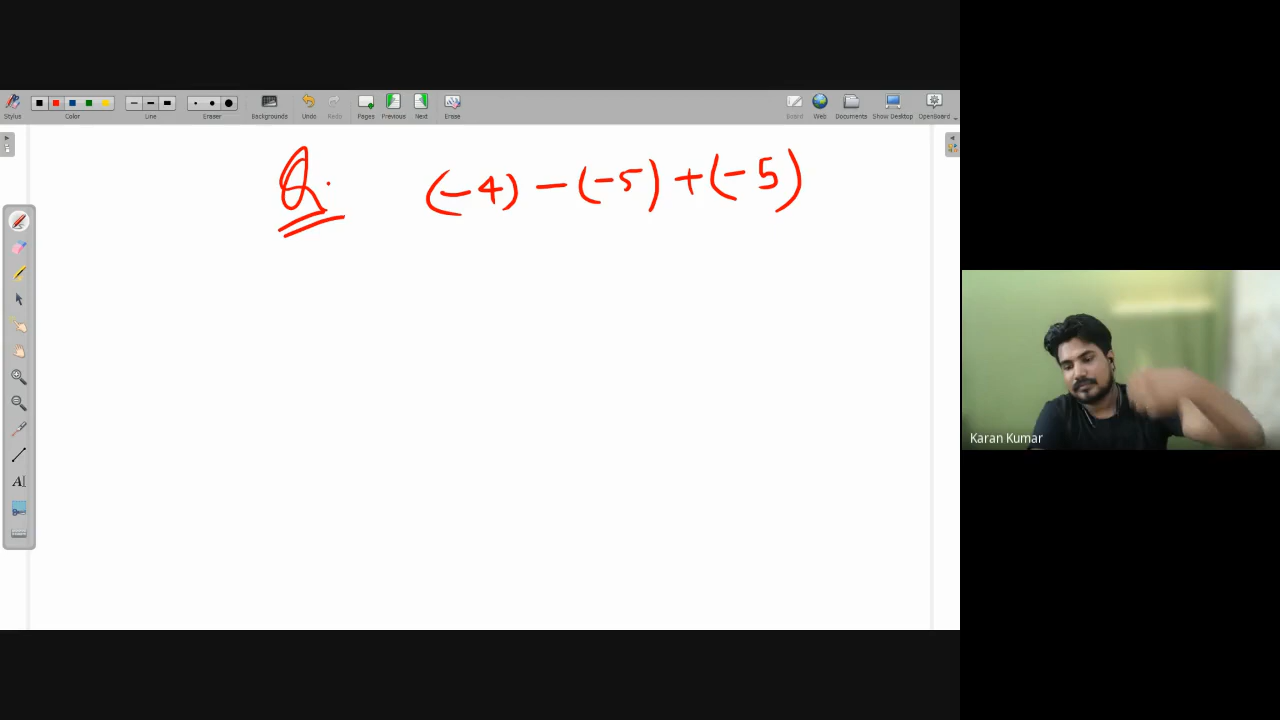 Stylus Color Line Eraser Backgrounds Undo Redo Pages Previous Next Erase Board Web Documents Show Desktop OpenBoard
Q. (-4) - (-5) + (-5)
A
Karan Kumar